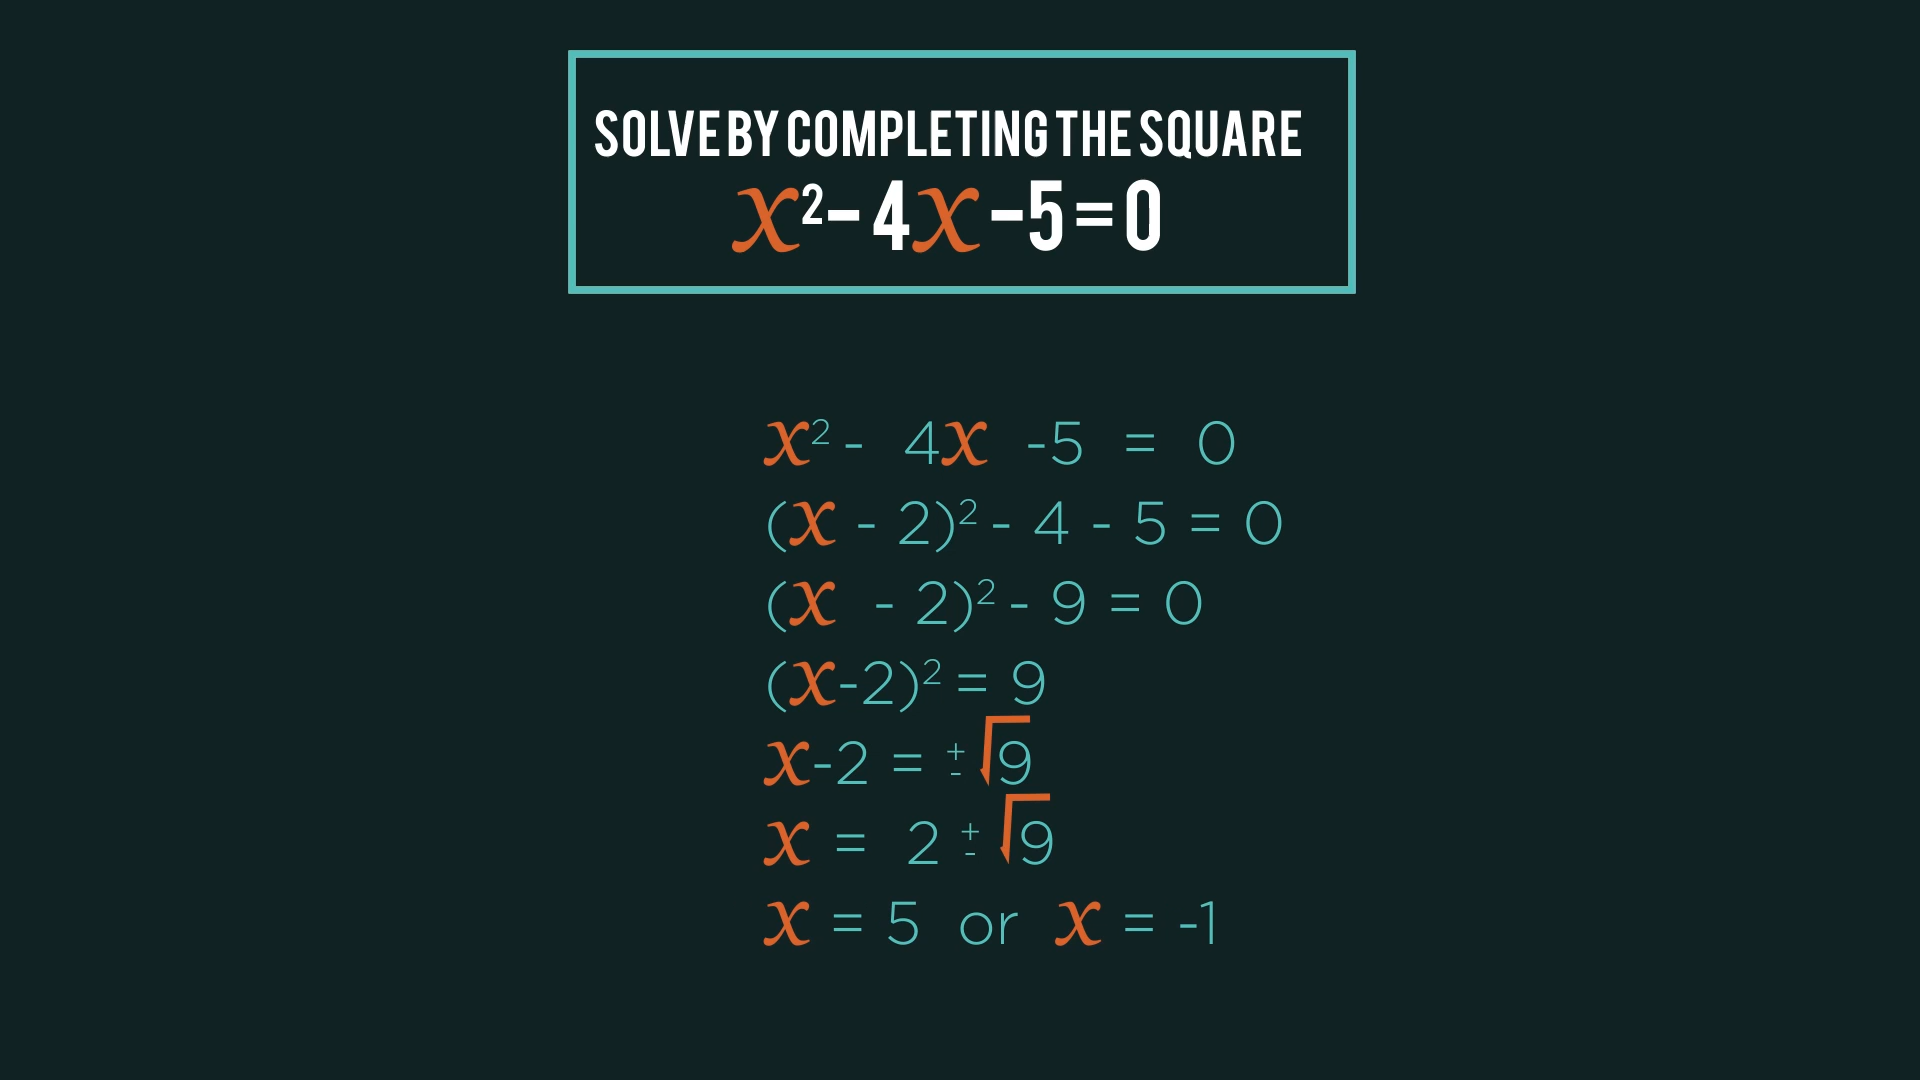 SOLVE BY COMPLETING THE SQUARE
x² – 4x – 5 = 0
x² - 4x -5 = 0
(x - 2)² - 4 - 5 = 0
(x - 2)² - 9 = 0
(x-2)² = 9
x-2 = ±√9
x = 2 ± √9
x = 5 or x = -1